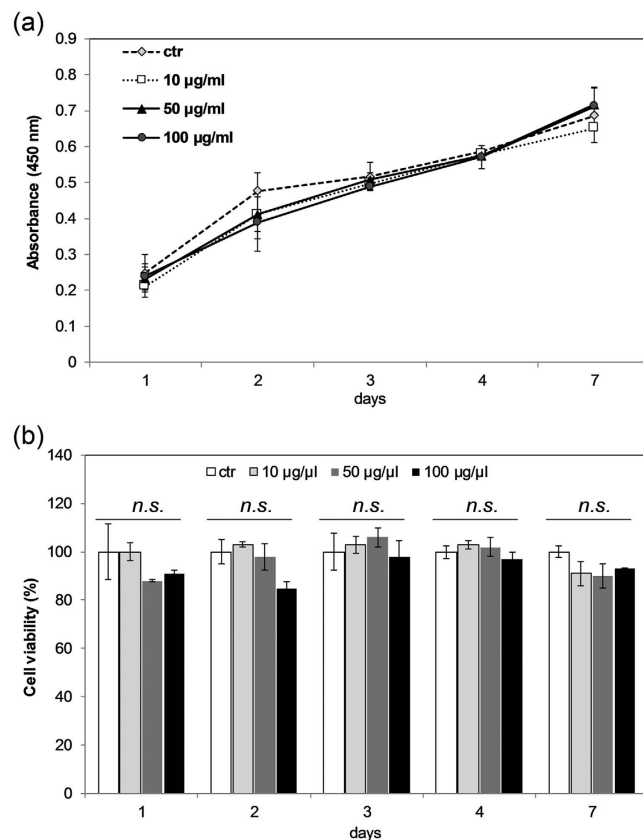 (a)
0.9
0.8
0.7
0.6
0.5
0.4
0.3
0.2
0.1
0
Absorbance (450 nm)
ctr
10 µg/ml
50 µg/ml
100 µg/ml
1 2 3 4 7
days
(b)
140
120
100
80
60
40
20
0
Cell viability (%)
ctr 10 µg/µl 50 µg/µl 100 µg/µl
n.s. n.s. n.s. n.s. n.s.
1 2 3 4 7
days